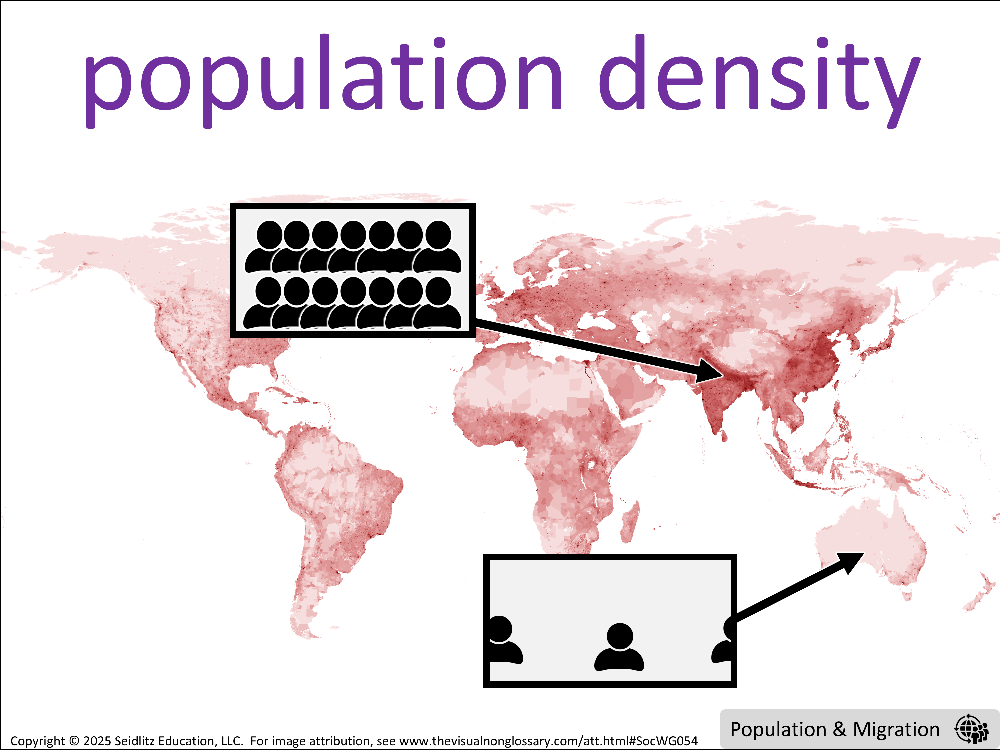 population density
Population & Migration
Copyright © 2025 Seidlitz Education, LLC.  For image attribution, see www.thevisualnonglossary.com/att.html#SocWG054